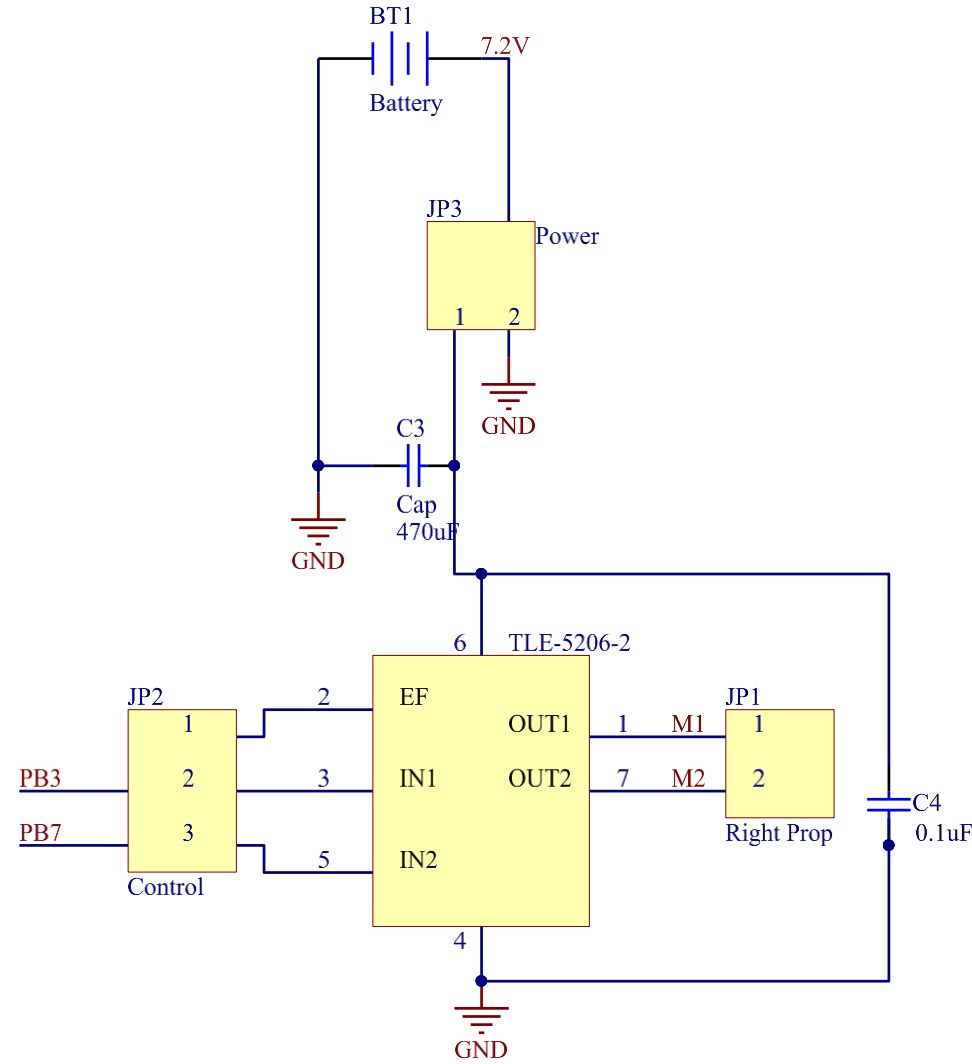 BT1
7.2V
Battery
JP3
Power
1
2
GND
C3
Cap
470uF
GND
6
TLE-5206-2
JP2
2
EF
JP1
1
OUT1
1
M1
1
PB3
2
3
IN1
OUT2
7
M2
2
C4
PB7
3
Right Prop
0.1uF
5
IN2
Control
4
GND